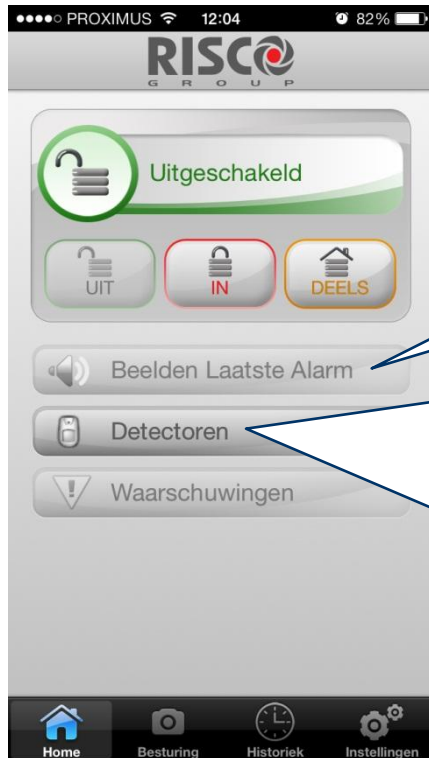 PROXIMUS 12:04 82%
RISCO
GROUP
Uitgeschakeld
UIT IN DEELS
Beelden Laatste Alarm
Detectoren
Waarschuwingen
Home Besturing Historiek Instellingen